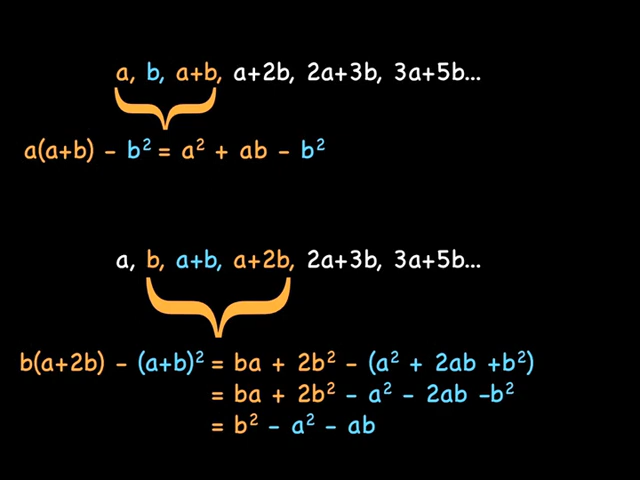 a, b, a+b, a+2b, 2a+3b, 3a+5b...
a(a+b) - b² = a² + ab - b²
a, b, a+b, a+2b, 2a+3b, 3a+5b...
b(a+2b) - (a+b)² = ba + 2b² - (a² + 2ab +b²)
= ba + 2b² - a² - 2ab -b²
= b² - a² - ab